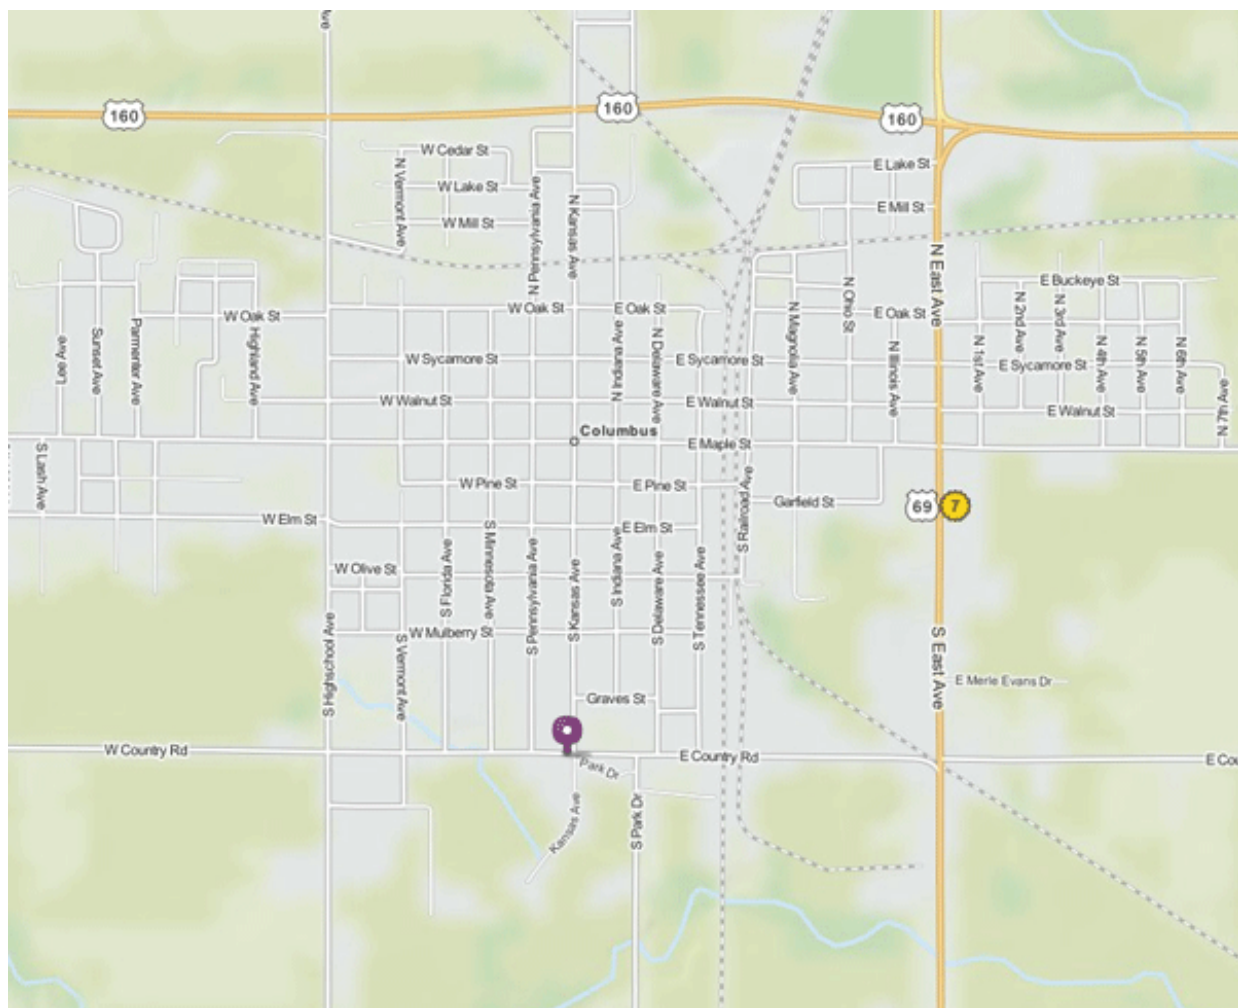 Ave
160
160
160
W Cedar St
E Lake St
N Vermont Ave
W Lake St
N Pennsylvania Ave
N Kansas Ave
E Mill St
W Mill St
N East Ave
E Buckeye St
N Ohio St
W Oak St
E Oak St
E Oak St
W Oak St
N 2nd Ave
N 3rd Ave
Lee Ave
Sunset Ave
Parmenter Ave
Highland Ave
N Indiana Ave
N Delaware Ave
N Magnolia Ave
N Illinois Ave
N 1st Ave
N 4th Ave
N 5th Ave
N 6th Ave
W Sycamore St
E Sycamore St
E Sycamore St
W Walnut St
E Walnut St
E Walnut St
N 7th Ave
Columbus
E Maple St
S Lash Ave
W Pine St
E Pine St
S Railroad Ave
Garfield St
69
7
W Elm St
E Elm St
S Minnesota Ave
S Florida Ave
S Pennsylvania Ave
S Kansas Ave
S Indiana Ave
S Delaware Ave
S Tennessee Ave
W Olive St
W Mulberry St
S Highschool Ave
S Vermont Ave
S East Ave
E Merle Evans Dr
Graves St
W Country Rd
E Country Rd
E Cou
Park Dr
Kansas Ave
S Park Dr